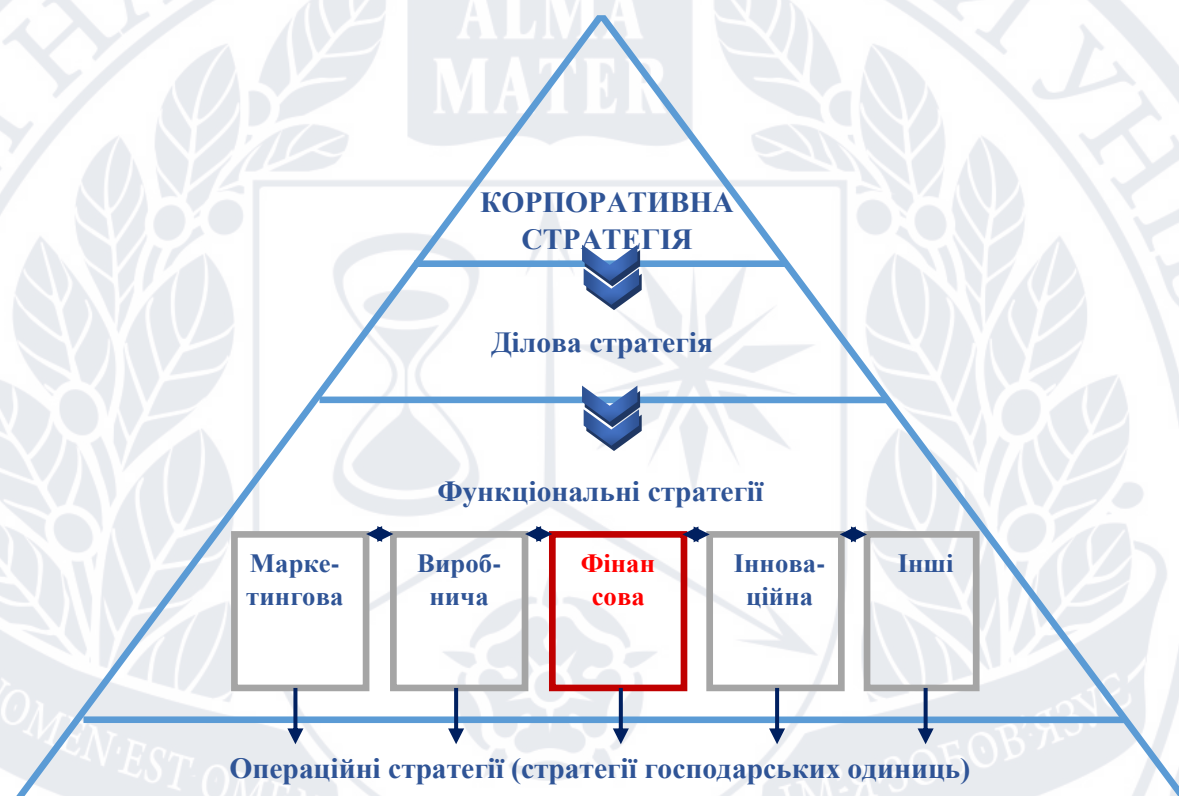 ALMA
MATER
КОРПОРАТИВНА
СТРАТЕГІЯ
Ділова стратегія
Функціональні стратегії
Марке-
тингова
Вироб-
нича
Фінан
сова
Іннова-
ційна
Інші
Операційні стратегії (стратегії господарських одиниць)